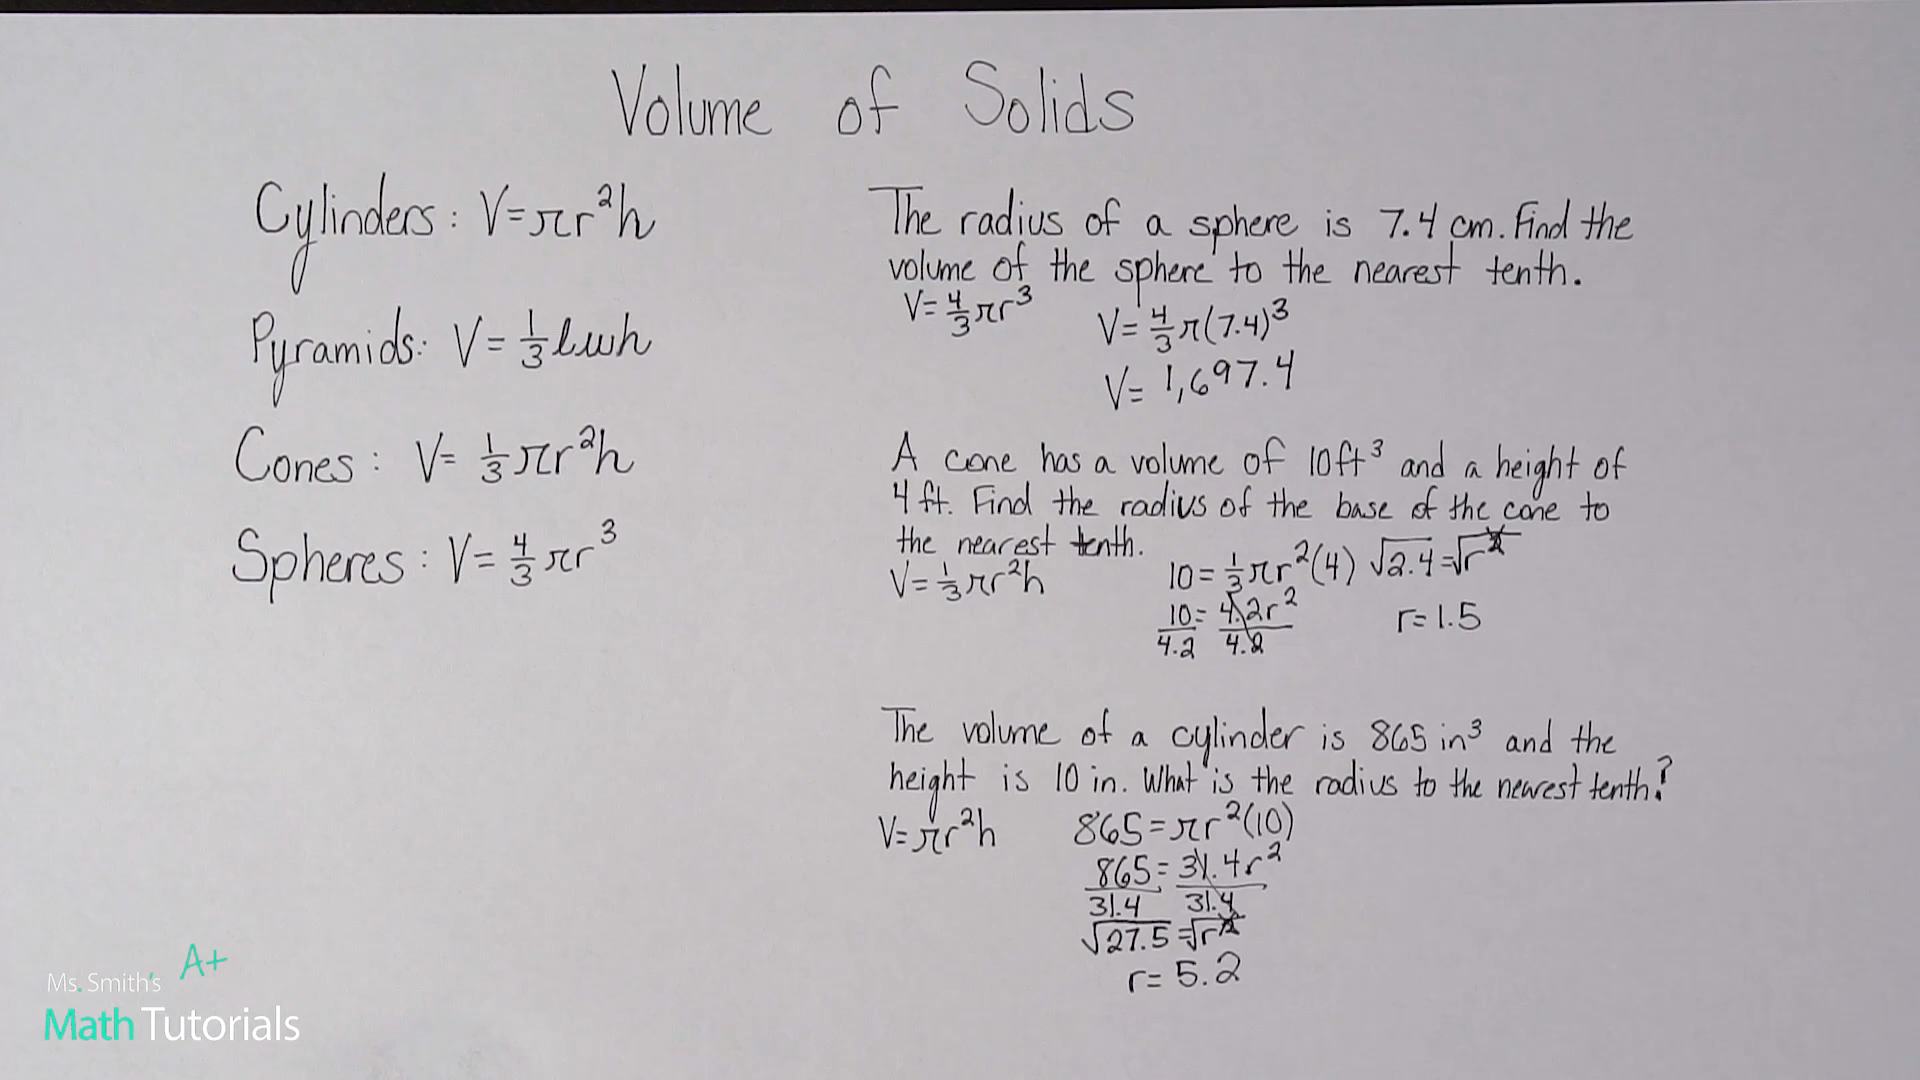 Volume of Solids
Cylinders: V=πr²h
Pyramids: V=1/3lwh
Cones: V=1/3πr²h
Spheres: V=4/3πr³
The radius of a sphere is 7.4 cm. Find the
volume of the sphere to the nearest tenth.
V=4/3πr³
V=4/3π(7.4)³
V=1,697.4
A cone has a volume of 10ft³ and a height of
4 ft. Find the radius of the base of the cone to
the nearest tenth.
V=1/3πr²h
10=1/3πr²(4)
10/4.2=4.2r²/4.2
√2.4=√r²
r=1.5
The volume of a cylinder is 865 in³ and the
height is 10 in. What is the radius to the nearest tenth?
V=πr²h
865=πr²(10)
865/31.4=31.4r²/31.4
√27.5=√r²
r=5.2
Ms. Smith's A+
Math Tutorials